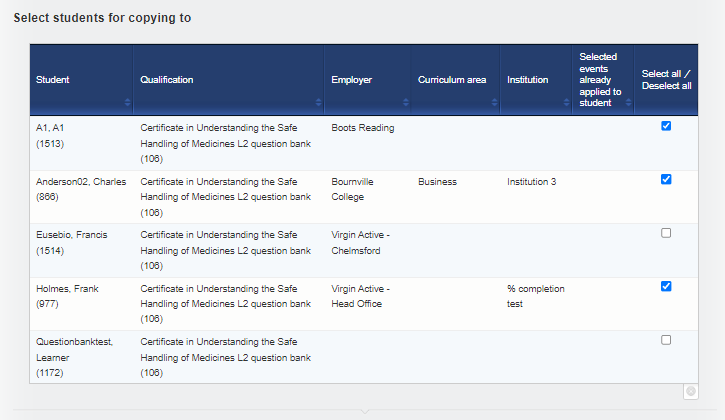 Select students for copying to
Student Qualification Employer Curriculum area Institution Selected events already applied to student Select all / Deselect all
A1, A1 Certificate in Understanding the Safe Boots Reading
(1513) Handling of Medicines L2 question bank
(106)
Anderson02, Charles Certificate in Understanding the Safe Bournville Business Institution 3
(866) Handling of Medicines L2 question bank College
(106)
Eusebio, Francis Certificate in Understanding the Safe Virgin Active -
(1514) Handling of Medicines L2 question bank Chelmsford
(106)
Holmes, Frank Certificate in Understanding the Safe Virgin Active - % completion
(977) Handling of Medicines L2 question bank Head Office test
(106)
Questionbanktest, Certificate in Understanding the Safe
Learner Handling of Medicines L2 question bank
(1172) (106)